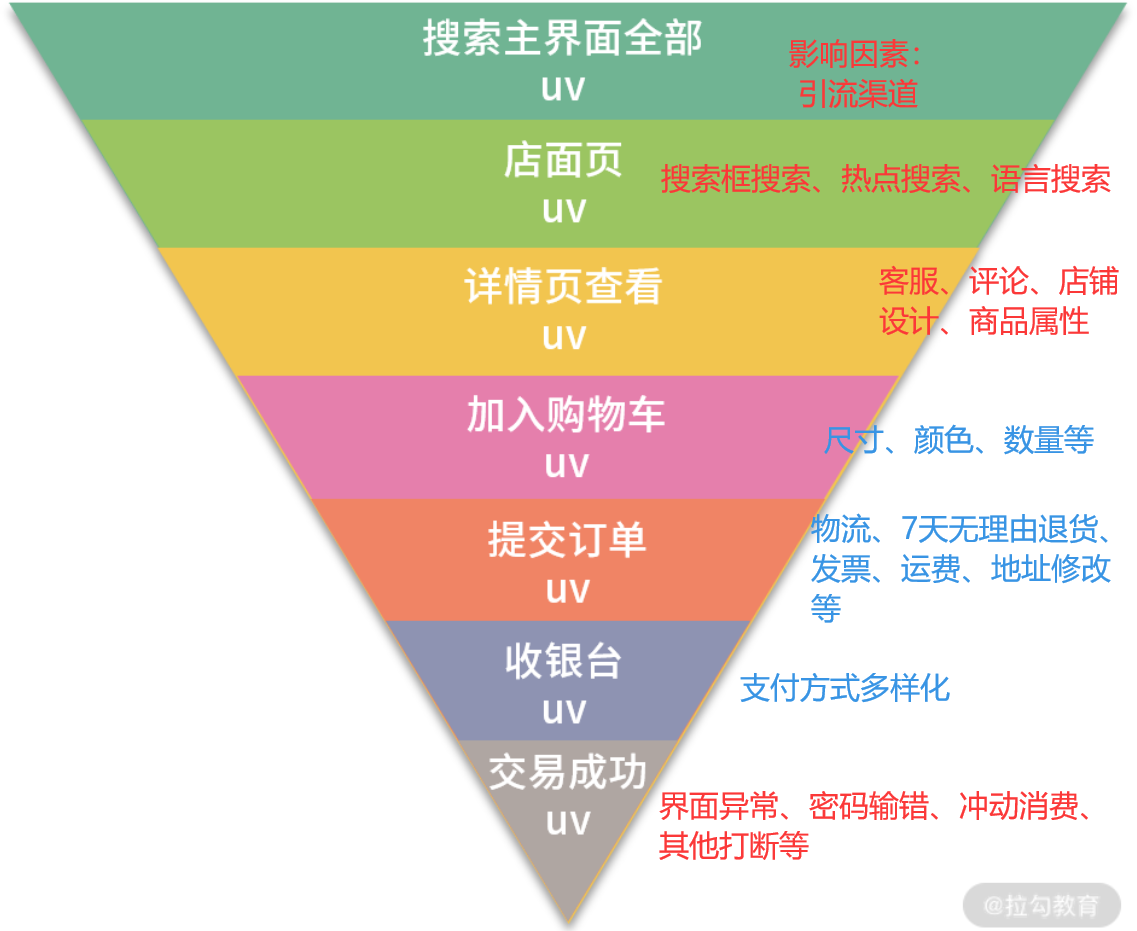 搜索主界面全部
uv
影响因素：
引流渠道
店面页
uv
搜索框搜索、热点搜索、语言搜索
详情页查看
uv
客服、评论、店铺
设计、商品属性
加入购物车
uv
尺寸、颜色、数量等
提交订单
uv
物流、7天无理由退货、
发票、运费、地址修改
等
收银台
uv
支付方式多样化
交易成功
uv
界面异常、密码输错、冲动消费、
其他打断等
@拉勾教育